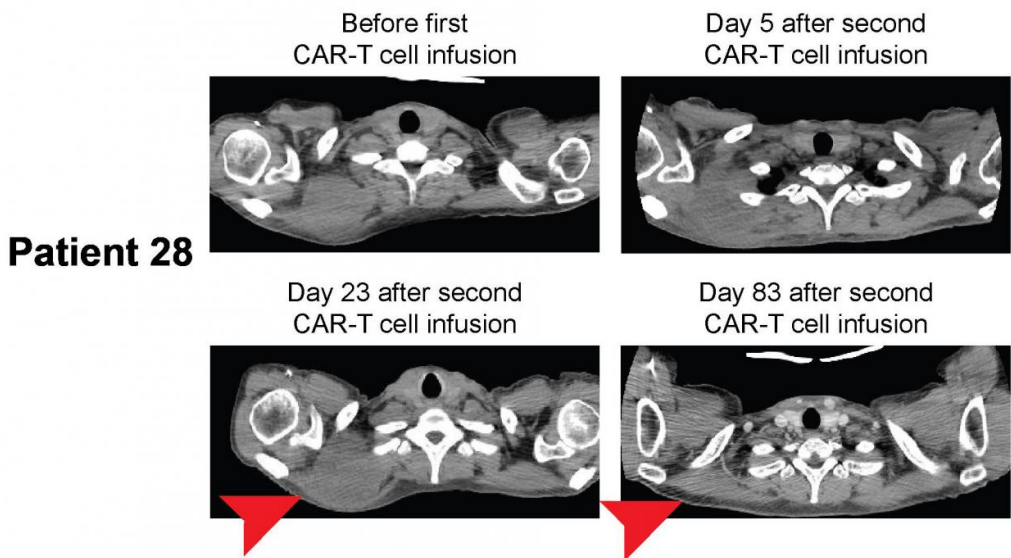 Before first
CAR-T cell infusion
Day 5 after second
CAR-T cell infusion
Patient 28
Day 23 after second
CAR-T cell infusion
Day 83 after second
CAR-T cell infusion